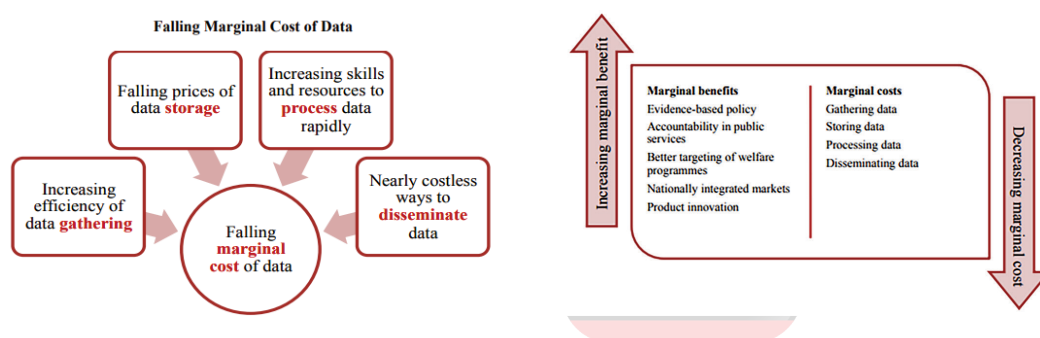 Falling Marginal Cost of Data
Falling prices of
data storage
Increasing skills
and resources to
process data
rapidly
Increasing
efficiency of
data gathering
Nearly costless
ways to
disseminate
data
Falling
marginal
cost of data
Increasing marginal benefit
Marginal benefits
Evidence-based policy
Accountability in public
services
Better targeting of welfare
programmes
Nationally integrated markets
Product innovation
Marginal costs
Gathering data
Storing data
Processing data
Disseminating data
Decreasing marginal cost